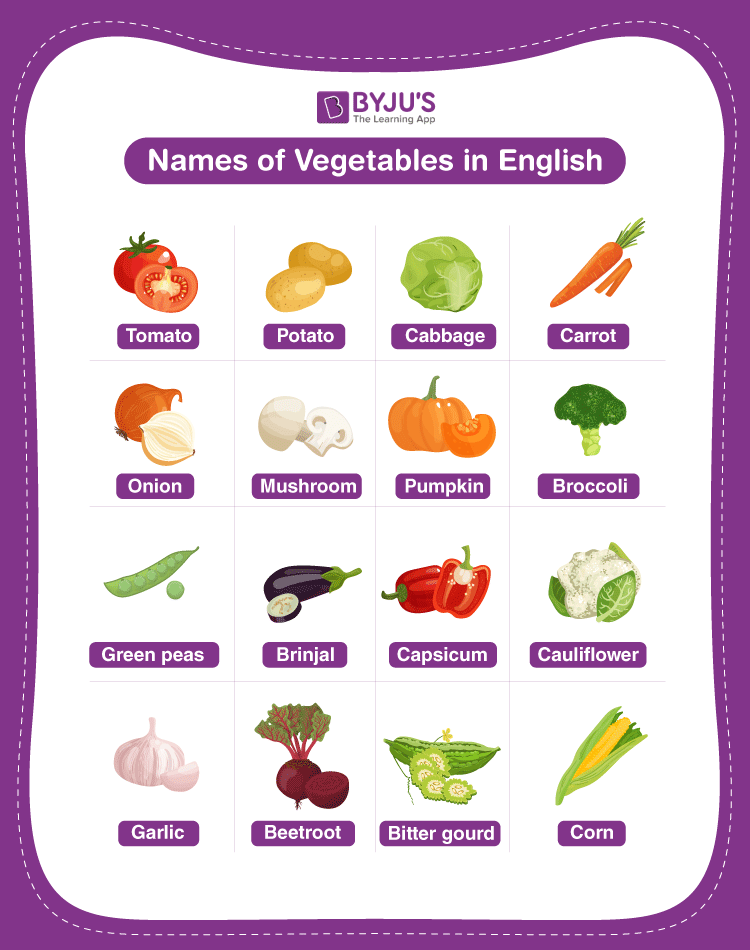 BYJU'S
The Learning App
Names of Vegetables in English
Tomato
Potato
Cabbage
Carrot
Onion
Mushroom
Pumpkin
Broccoli
Green peas
Brinjal
Capsicum
Cauliflower
Garlic
Beetroot
Bitter gourd
Corn